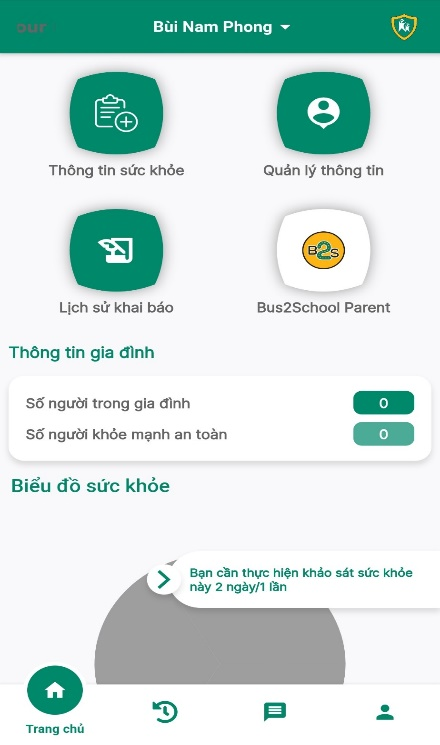 our
Bùi Nam Phong
Thông tin sức khỏe
Quản lý thông tin
Lịch sử khai báo
B2S
Bus2School Parent
Thông tin gia đình
Số người trong gia đình
0
Số người khỏe mạnh an toàn
0
Biểu đồ sức khỏe
Bạn cần thực hiện khảo sát sức khỏe
này 2 ngày/1 lần
Trang chủ